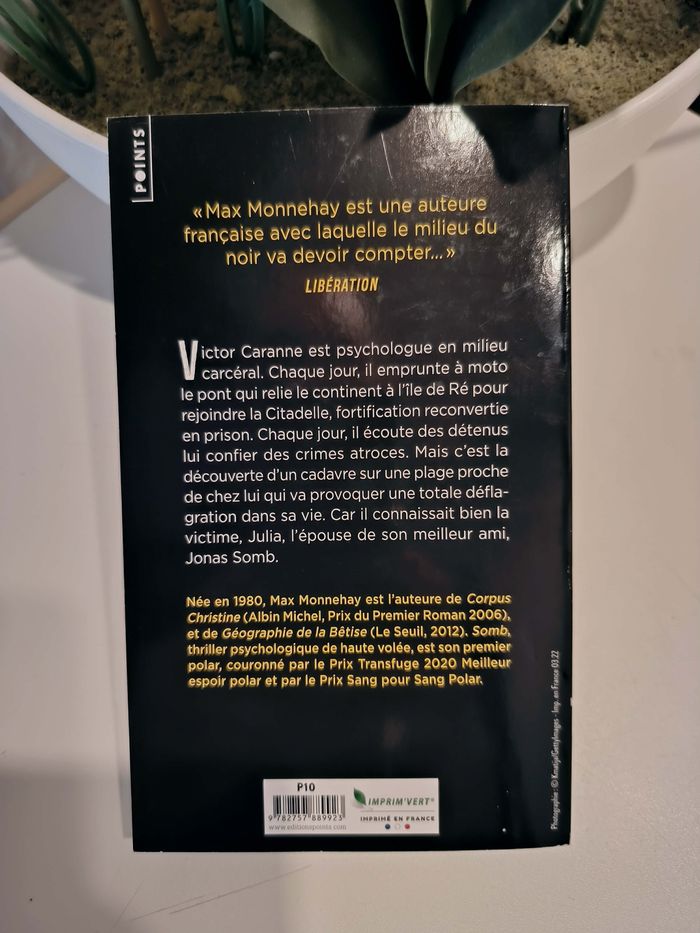 POINTS
« Max Monnehay est une auteure
française avec laquelle le milieu du
noir va devoir compter... »
LIBÉRATION
Victor Caranne est psychologue en milieu
carcéral. Chaque jour, il emprunte à moto
le pont qui relie le continent à l'île de Ré pour
rejoindre la Citadelle, fortification reconvertie
en prison. Chaque jour, il écoute des détenus
lui confier des crimes atroces. Mais c'est la
découverte d'un cadavre sur une plage proche
de chez lui qui va provoquer une totale défla-
gration dans sa vie. Car il connaissait bien la
victime, Julia, l'épouse de son meilleur ami,
Jonas Somb.
Née en 1980, Max Monnehay est l'auteure de Corpus
Christine (Albin Michel, Prix du Premier Roman 2006),
et de Géographie de la Bêtise (Le Seuil, 2012). Somb,
thriller psychologique de haute volée, est son premier
polar, couronné par le Prix Transfuge 2020 Meilleur
espoir polar et par le Prix Sang pour Sang Polar.
P10
9 782757 889923
www.editionspoints.com
IMPRIM'VERT®
IMPRIMÉ EN FRANCE
Photographie : © Kmatija/GettyImages - Imp. en France 03.22